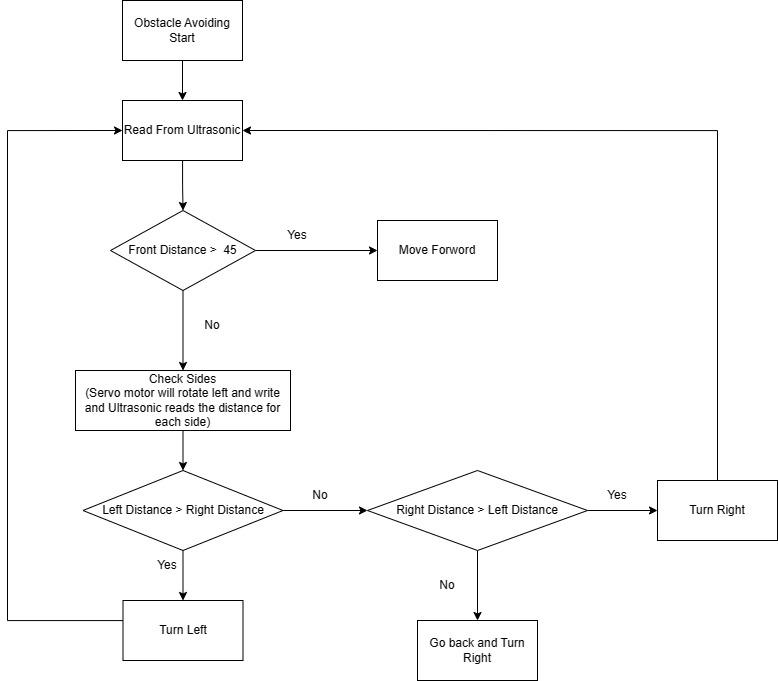 Obstacle Avoiding
Start
Read From Ultrasonic
Front Distance >  45
Yes
Move Forword
No
Check Sides
(Servo motor will rotate left and write
and Ultrasonic reads the distance for
each side)
Left Distance > Right Distance
No
Right Distance > Left Distance
Yes
Turn Right
Yes
No
Turn Left
Go back and Turn
Right